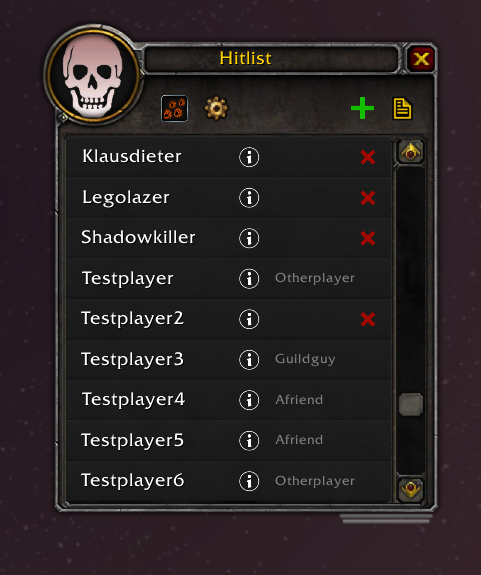 Hitlist
Klausdieter
Legolazer
Shadowkiller
Testplayer Otherplayer
Testplayer2
Testplayer3 Guildguy
Testplayer4 Afriend
Testplayer5 Afriend
Testplayer6 Otherplayer